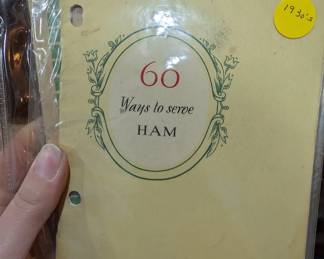 1930's
60
Ways to serve
HAM